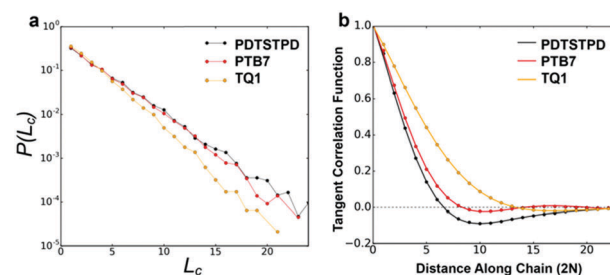 a
PDTSTPD
PTB7
TQ1
10⁰
10⁻¹
10⁻²
10⁻³
10⁻⁴
10⁻⁵
P(L_c)
0 5 10 15 20
L_c
b
PDTSTPD
PTB7
TQ1
1.0
0.8
0.6
0.4
0.2
0.0
−0.2
Tangent Correlation Function
0 5 10 15 20
Distance Along Chain (2N)